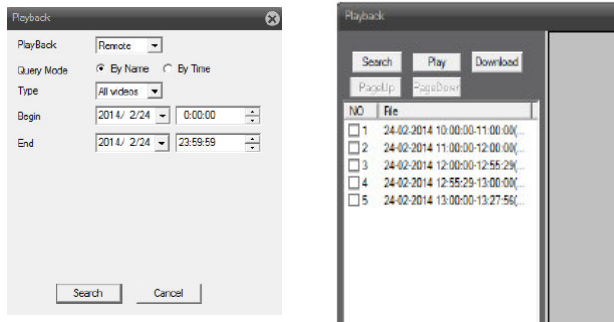 Playback
PlayBack Remote
Query Mode By Name By Time
Type All videos
Begin 2014/ 2/24 0:00:00
End 2014/ 2/24 23:59:59
Search Cancel
Playback
Search Play Download
PageUp PageDown
NO File
1 24-02-2014 10:00:00-11:00:00(...
2 24-02-2014 11:00:00-12:00:00(...
3 24-02-2014 12:00:00-12:55:29(...
4 24-02-2014 12:55:29-13:00:00(...
5 24-02-2014 13:00:00-13:27:56(...